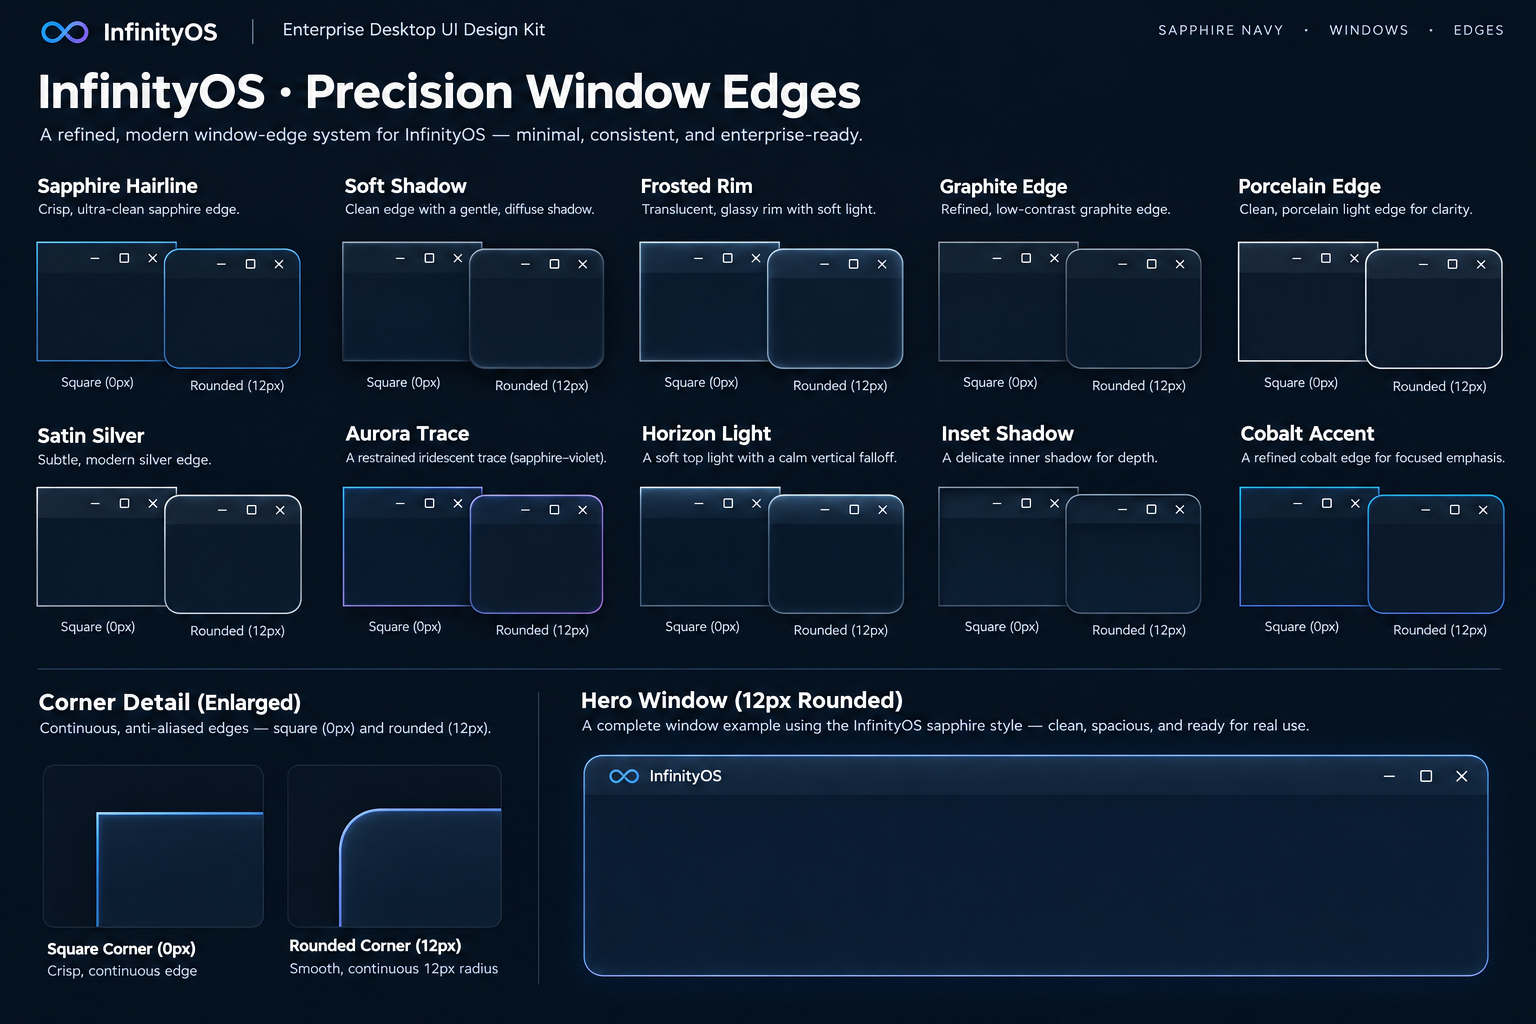 InfinityOS
Enterprise Desktop UI Design Kit
SAPPHIRE NAVY • WINDOWS • EDGES
InfinityOS · Precision Window Edges
A refined, modern window-edge system for InfinityOS — minimal, consistent, and enterprise-ready.
Sapphire Hairline
Crisp, ultra-clean sapphire edge.
Square (0px)
Rounded (12px)
Soft Shadow
Clean edge with a gentle, diffuse shadow.
Square (0px)
Rounded (12px)
Frosted Rim
Translucent, glassy rim with soft light.
Square (0px)
Rounded (12px)
Graphite Edge
Refined, low-contrast graphite edge.
Square (0px)
Rounded (12px)
Porcelain Edge
Clean, porcelain light edge for clarity.
Square (0px)
Rounded (12px)
Satin Silver
Subtle, modern silver edge.
Square (0px)
Rounded (12px)
Aurora Trace
A restrained iridescent trace (sapphire–violet).
Square (0px)
Rounded (12px)
Horizon Light
A soft top light with a calm vertical falloff.
Square (0px)
Rounded (12px)
Inset Shadow
A delicate inner shadow for depth.
Square (0px)
Rounded (12px)
Cobalt Accent
A refined cobalt edge for focused emphasis.
Square (0px)
Rounded (12px)
Corner Detail (Enlarged)
Continuous, anti-aliased edges — square (0px) and rounded (12px).
Square Corner (0px)
Crisp, continuous edge
Rounded Corner (12px)
Smooth, continuous 12px radius
Hero Window (12px Rounded)
A complete window example using the InfinityOS sapphire style — clean, spacious, and ready for real use.
InfinityOS